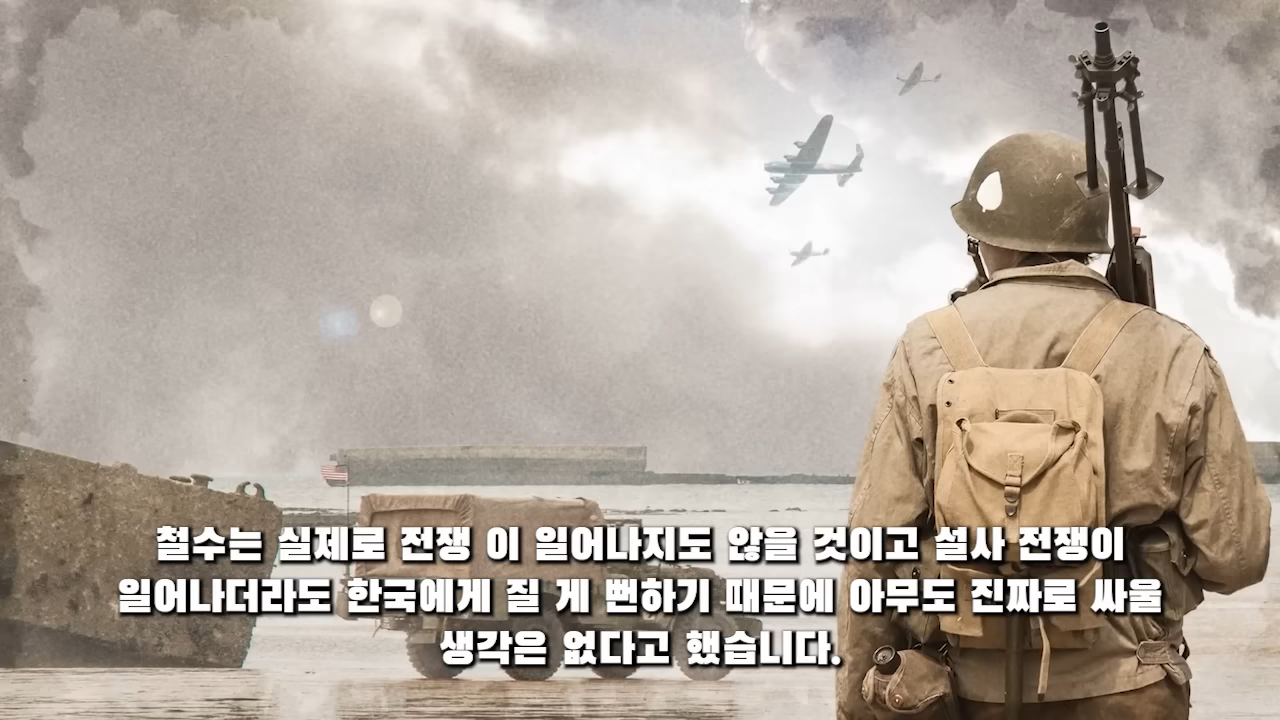 철수는 실제로 전쟁 이 일어나지도 않을 것이고 설사 전쟁이
일어나더라도 한국에게 질 게 뻔하기 때문에 아무도 진짜로 싸울
생각은 없다고 했습니다.